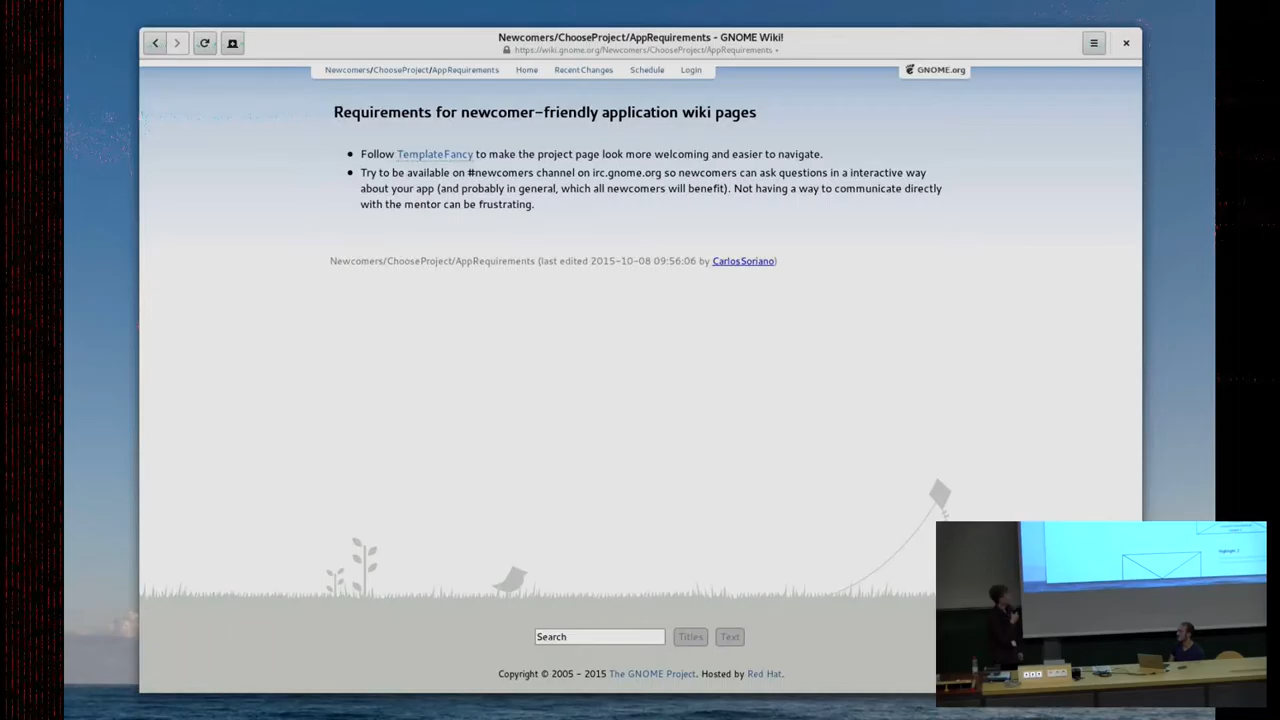 Newcomers/ChooseProject/AppRequirements - GNOME Wiki!
https://wiki.gnome.org/Newcomers/ChooseProject/AppRequirements
Newcomers/ChooseProject/AppRequirements Home RecentChanges Schedule Login GNOME.org
Requirements for newcomer-friendly application wiki pages
• Follow TemplateFancy to make the project page look more welcoming and easier to navigate.
• Try to be available on #newcomers channel on irc.gnome.org so newcomers can ask questions in a interactive way
about your app (and probably in general, which all newcomers will benefit). Not having a way to communicate directly
with the mentor can be frustrating.
Newcomers/ChooseProject/AppRequirements (last edited 2015-10-08 09:56:06 by CarlosSoriano)
Search Titles Text
Copyright © 2005 - 2015 The GNOME Project. Hosted by Red Hat.